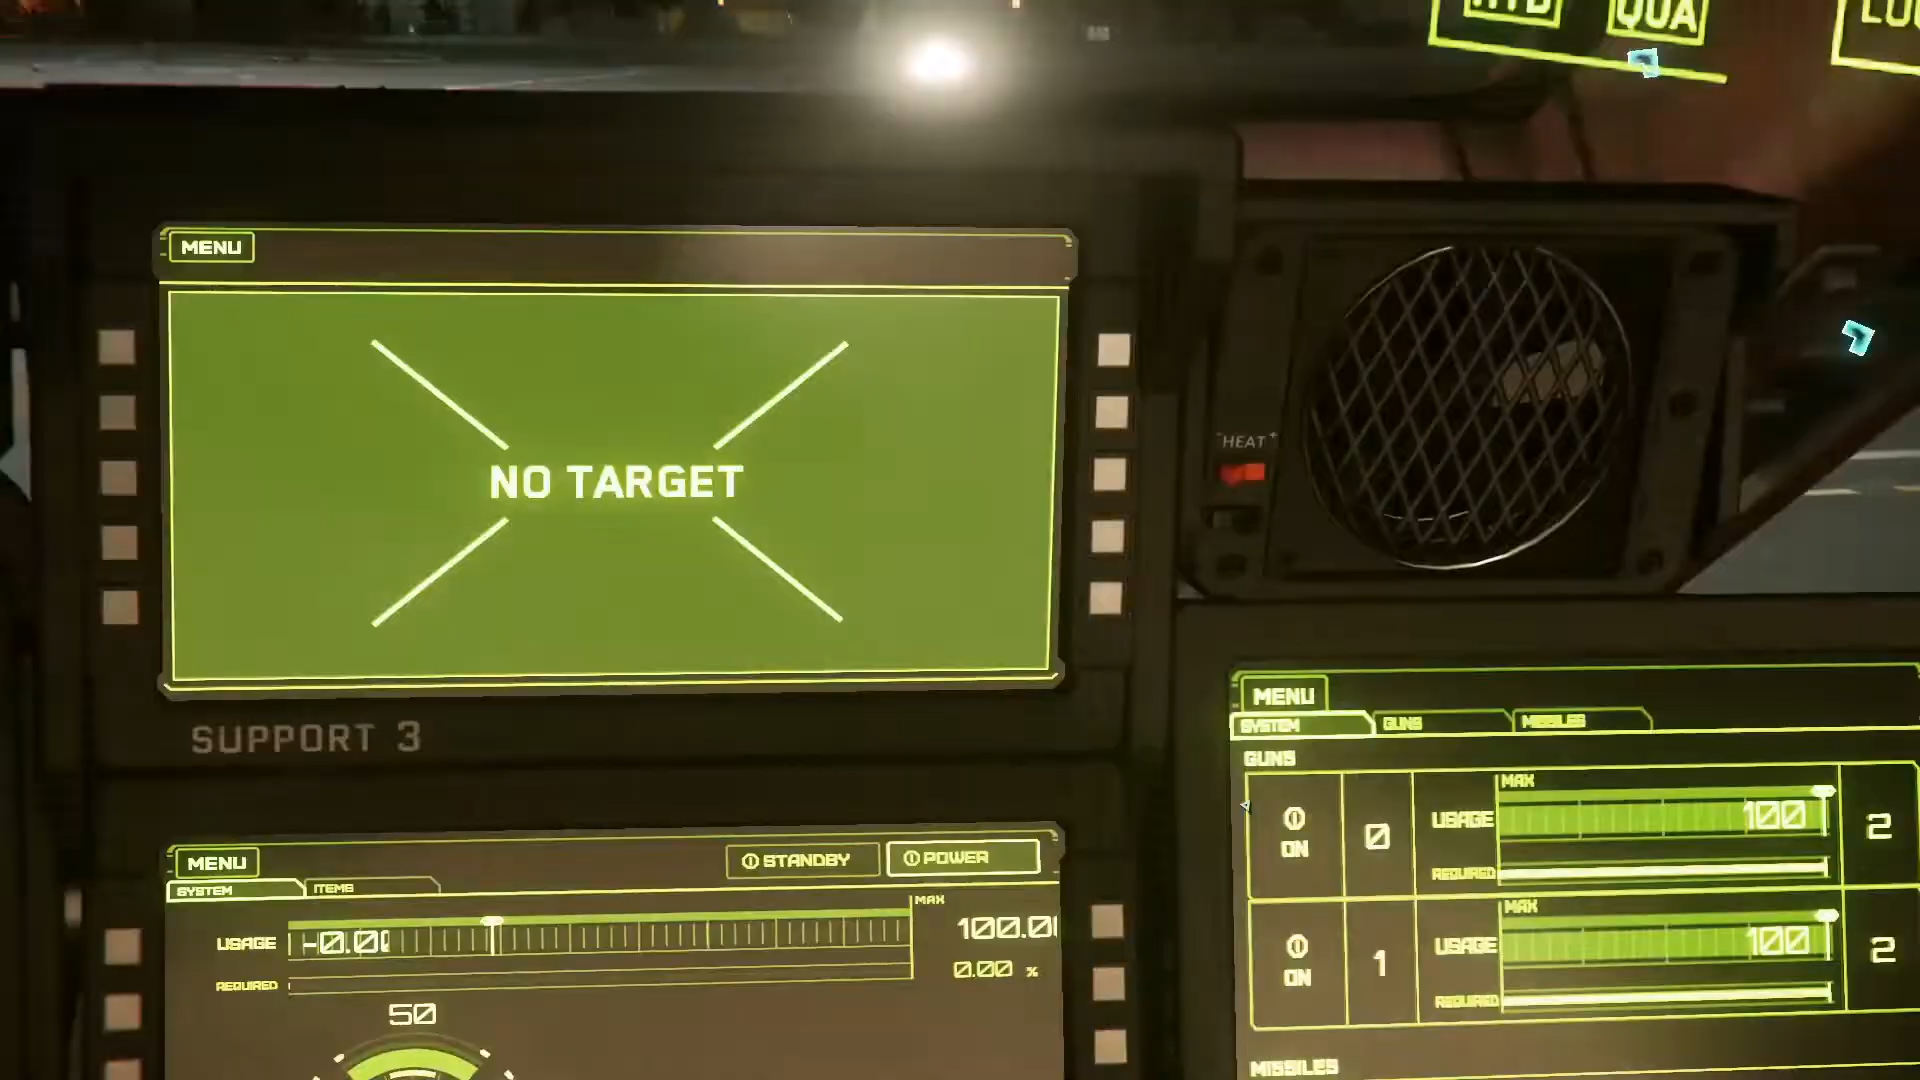 QUA
MENU
NO TARGET
- HEAT +
SUPPORT 3
MENU
STANDBY
POWER
SYSTEM
ITEMS
MAX
USAGE
-0.00
100.0
REQUIRED
0.00 %
50
MENU
SYSTEM
GUNS
MISSILES
GUNS
ON
0
MAX
USAGE
100
REQUIRED
2
ON
1
MAX
USAGE
100
REQUIRED
2
MISSILES